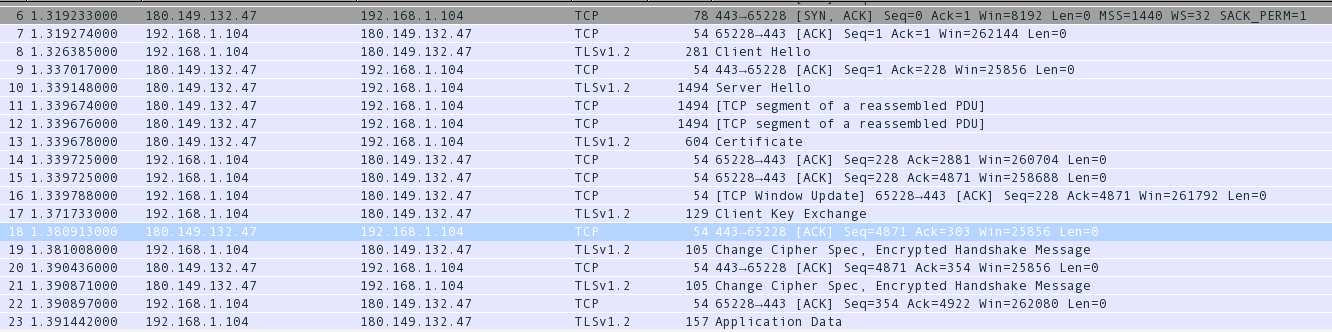 6 1.319233000 180.149.132.47 192.168.1.104 TCP 78 443→65228 [SYN, ACK] Seq=0 Ack=1 Win=8192 Len=0 MSS=1440 WS=32 SACK_PERM=1
7 1.319274000 192.168.1.104 180.149.132.47 TCP 54 65228→443 [ACK] Seq=1 Ack=1 Win=262144 Len=0
8 1.326385000 192.168.1.104 180.149.132.47 TLSv1.2 281 Client Hello
9 1.337017000 180.149.132.47 192.168.1.104 TCP 54 443→65228 [ACK] Seq=1 Ack=228 Win=25856 Len=0
10 1.339148000 180.149.132.47 192.168.1.104 TLSv1.2 1494 Server Hello
11 1.339674000 180.149.132.47 192.168.1.104 TCP 1494 [TCP segment of a reassembled PDU]
12 1.339676000 180.149.132.47 192.168.1.104 TCP 1494 [TCP segment of a reassembled PDU]
13 1.339678000 180.149.132.47 192.168.1.104 TLSv1.2 604 Certificate
14 1.339725000 192.168.1.104 180.149.132.47 TCP 54 65228→443 [ACK] Seq=228 Ack=2881 Win=260704 Len=0
15 1.339725000 192.168.1.104 180.149.132.47 TCP 54 65228→443 [ACK] Seq=228 Ack=4871 Win=258688 Len=0
16 1.339788000 192.168.1.104 180.149.132.47 TCP 54 [TCP Window Update] 65228→443 [ACK] Seq=228 Ack=4871 Win=261792 Len=0
17 1.371733000 192.168.1.104 180.149.132.47 TLSv1.2 129 Client Key Exchange
18 1.380913000 180.149.132.47 192.168.1.104 TCP 54 443→65228 [ACK] Seq=4871 Ack=303 Win=25856 Len=0
19 1.381008000 192.168.1.104 180.149.132.47 TLSv1.2 105 Change Cipher Spec, Encrypted Handshake Message
20 1.390436000 180.149.132.47 192.168.1.104 TCP 54 443→65228 [ACK] Seq=4871 Ack=354 Win=25856 Len=0
21 1.390871000 180.149.132.47 192.168.1.104 TLSv1.2 105 Change Cipher Spec, Encrypted Handshake Message
22 1.390897000 192.168.1.104 180.149.132.47 TCP 54 65228→443 [ACK] Seq=354 Ack=4922 Win=262080 Len=0
23 1.391442000 192.168.1.104 180.149.132.47 TLSv1.2 157 Application Data